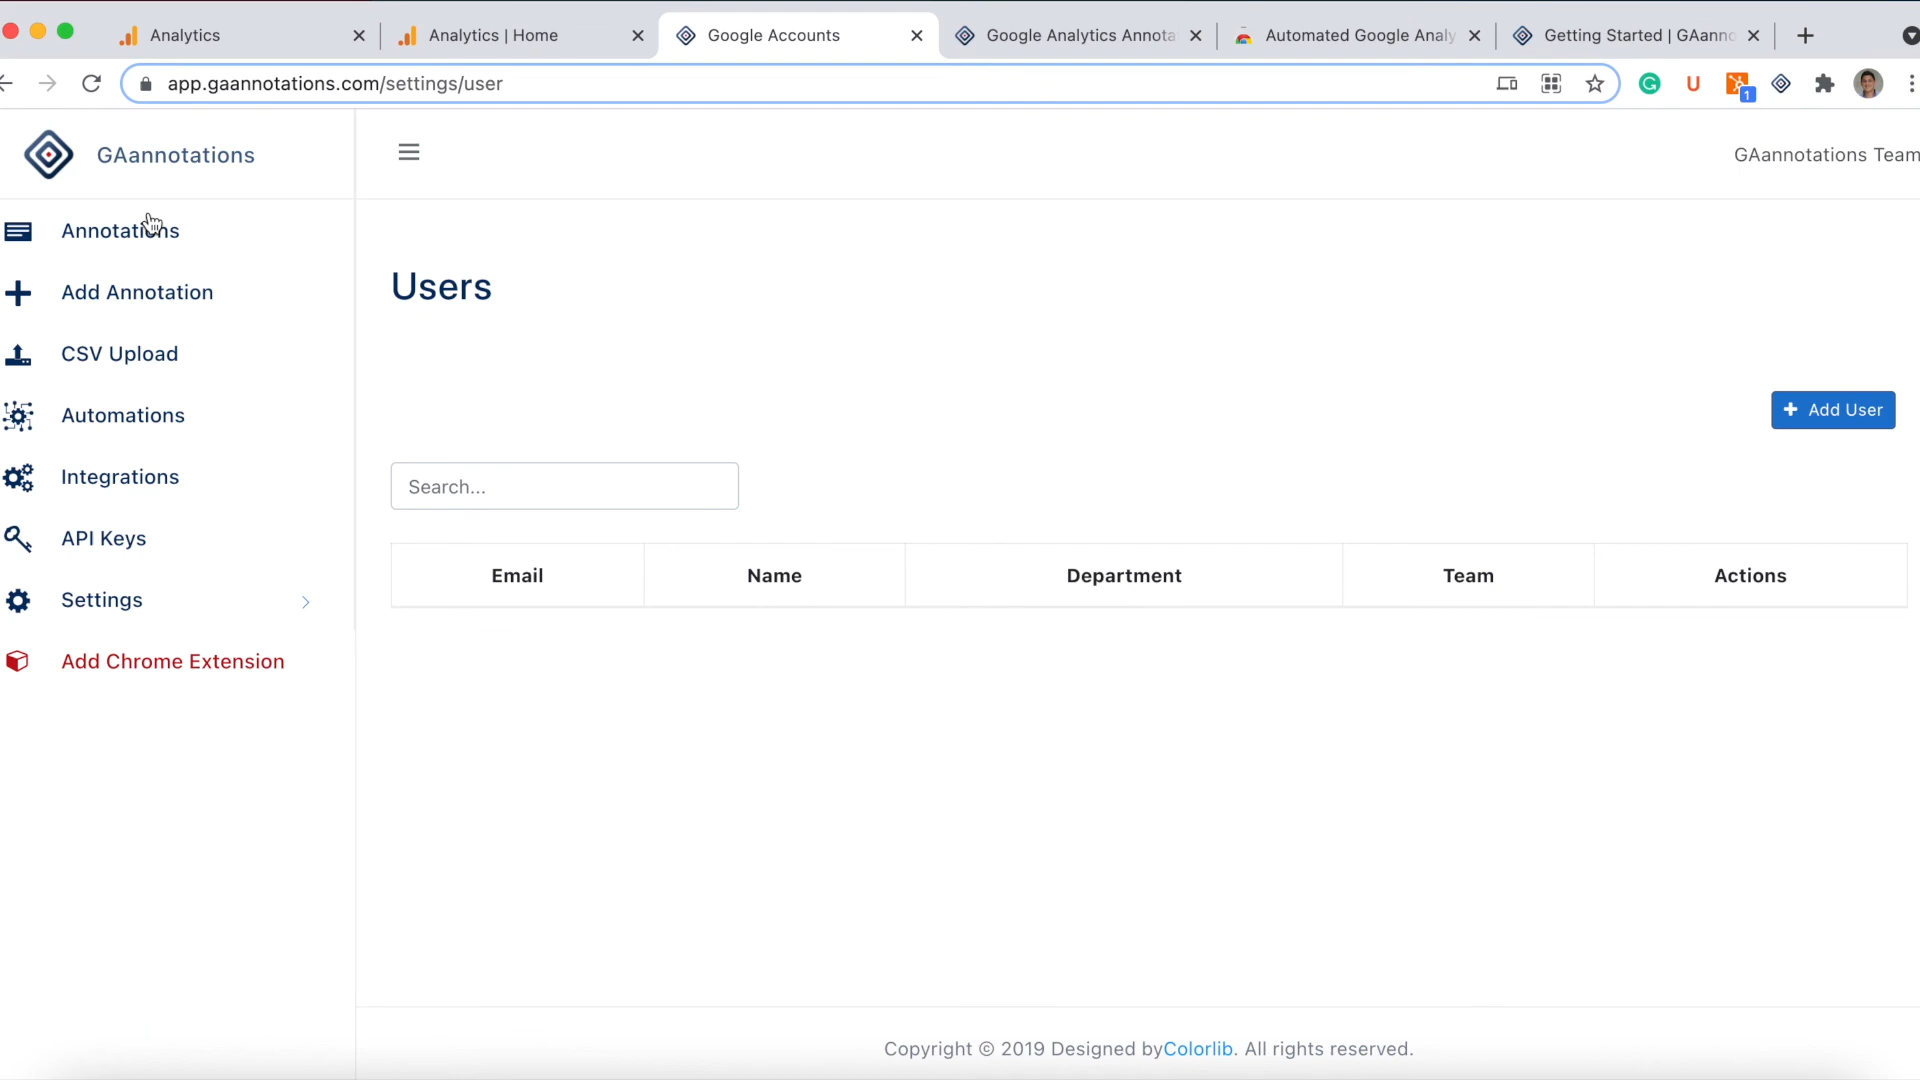 Analytics
Analytics | Home
Google Accounts
Google Analytics Annota
Automated Google Analy
Getting Started | GAanno
app.gaannotations.com/settings/user
1
GAannotations
GAannotations Team
Annotations
Add Annotation
CSV Upload
Automations
Integrations
API Keys
Settings
Add Chrome Extension
Users
+ Add User
Search...
Email Name Department Team Actions
Copyright © 2019 Designed byColorlib. All rights reserved.